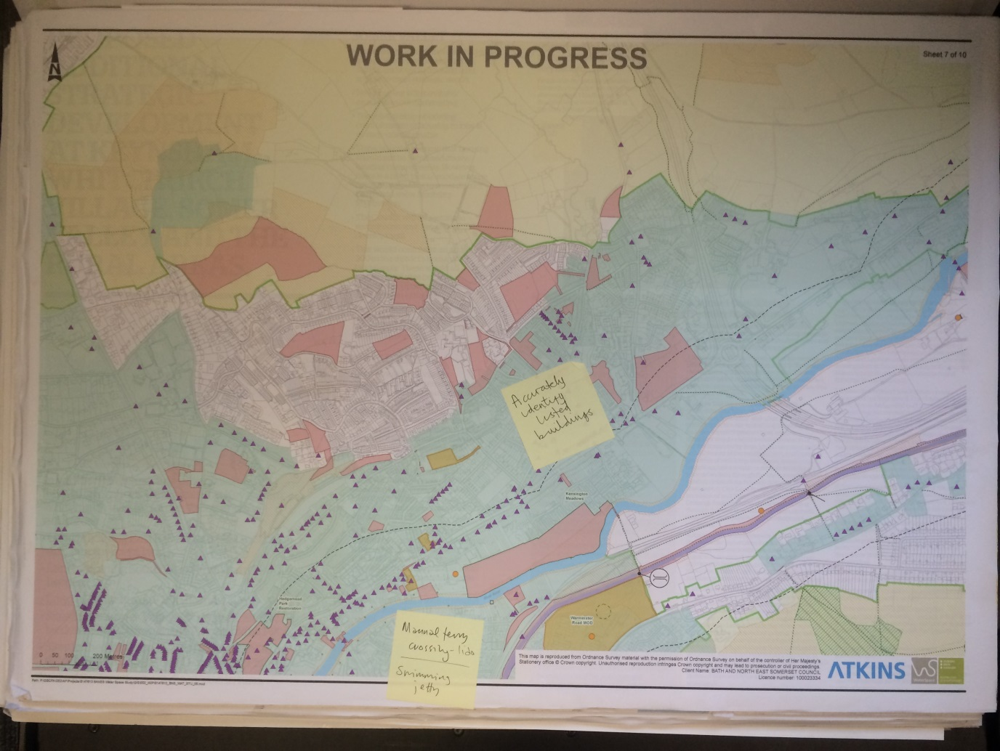 WORK IN PROGRESS
Sheet 7 of 10
N
Accurately
identify
listed
buildings
Kensington
Meadows
Hedgemead
Park
Restoration
Warminster
Road MOD
Manual ferry
crossing - lido
Swimming
jetty
0 50 100 200 Metres
This map is reproduced from Ordnance Survey material with the permission of Ordnance Survey on behalf of the controller of Her Majesty's
Stationery office © Crown copyright. Unauthorised reproduction infringes Crown copyright and may lead to prosecution or civil proceedings.
Client Name: BATH AND NORTH EAST SOMERSET COUNCIL
Licence number: 100023334
ATKINS